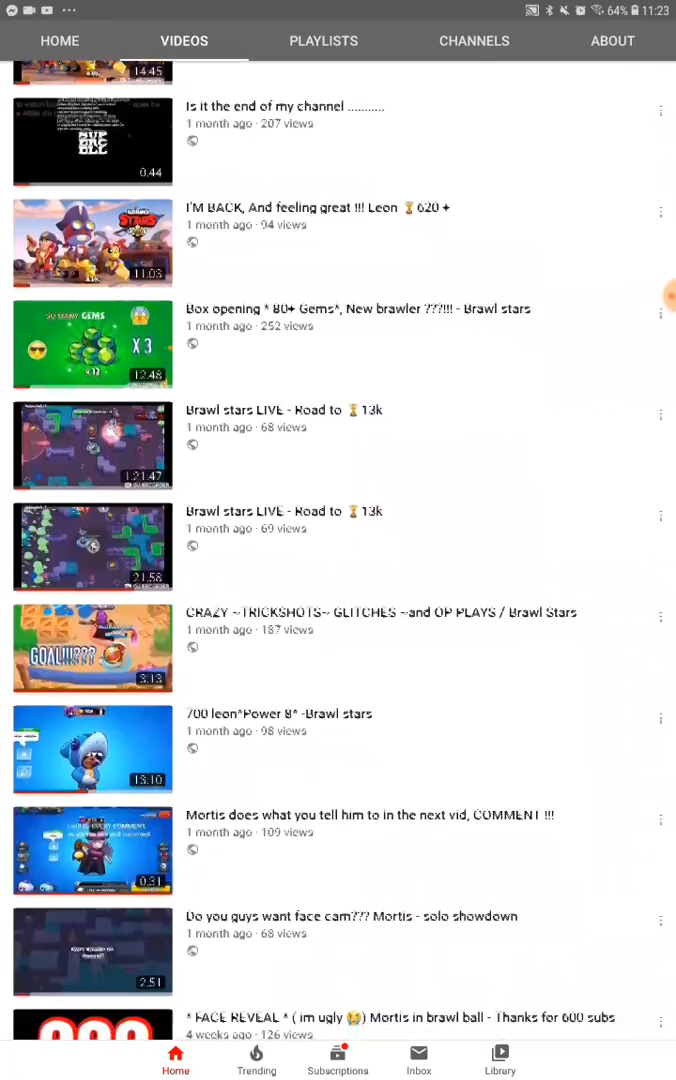 64% 11:23
HOME VIDEOS PLAYLISTS CHANNELS ABOUT
14:45
Is it the end of my channel ...........
1 month ago · 207 views
0:44
I'M BACK, And feeling great !!! Leon 🏆620 +
1 month ago · 94 views
BRAWL STARS
11:03
Box opening * 80+ Gems*, New brawler ???!!! - Brawl stars
1 month ago · 252 views
SO MANY GEMS
X 3
12:48
Brawl stars LIVE - Road to 🏆13k
1 month ago · 68 views
1:21:47
Brawl stars LIVE - Road to 🏆13k
1 month ago · 69 views
21:58
CRAZY ~TRICKSHOTS~ GLITCHES ~and OP PLAYS / Brawl Stars
1 month ago · 187 views
GOAL!!!???
3:13
700 leon*Power 8* -Brawl stars
1 month ago · 98 views
13:10
Mortis does what you tell him to in the next vid, COMMENT !!!
1 month ago · 109 views
0:31
Do you guys want face cam??? Mortis - solo showdown
1 month ago · 68 views
2:51
* FACE REVEAL * ( im ugly 😭) Mortis in brawl ball - Thanks for 600 subs
4 weeks ago · 126 views
Home Trending Subscriptions Inbox Library